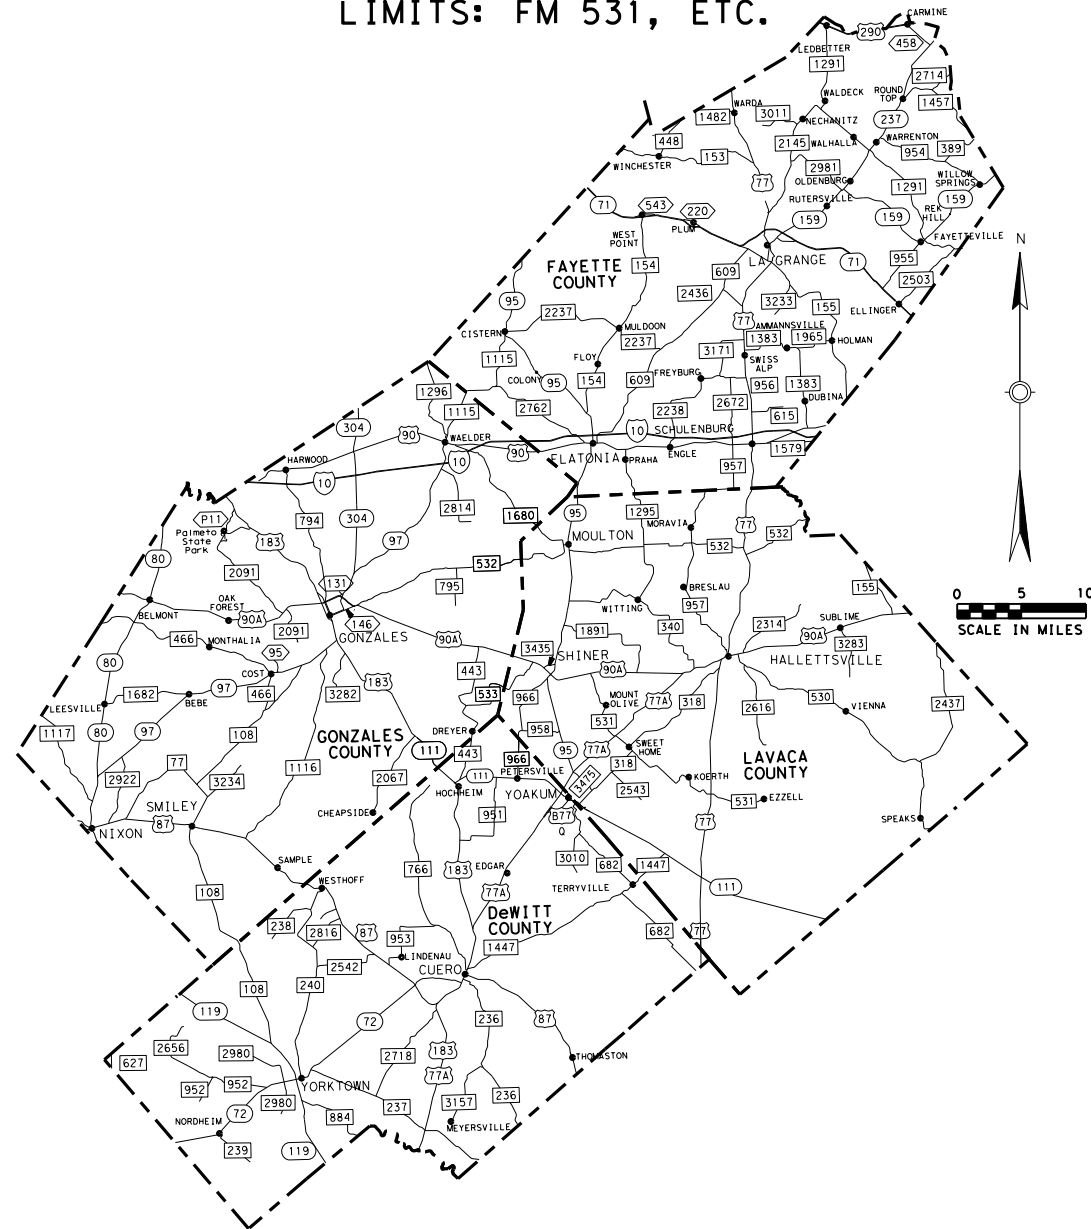 LIMITS: FM 531, ETC.
CARMINE
290
458
LEDBETTER
1291
2714
WALDECK
ROUND
TOP
1457
WARDA
1482
3011
NECHANITZ
237
448
2145
WALHALLA
WARRENTON
954
389
WINCHESTER
153
2981
WILLOW
SPRINGS
77
OLDENBURG
1291
159
RUTERSVILLE
REK
HILL
71
543
220
159
159
PLUM
WEST
POINT
FAYETTEVILLE
N
LA GRANGE
71
955
FAYETTE
COUNTY
154
609
2503
2436
3233
155
ELLINGER
95
2237
77
AMMANNSVILLE
CISTERN
MULDOON
1383
1965
HOLMAN
2237
3171
1115
FLOY
SWISS
ALP
COLONY
95
154
609
FREYBURG
956
1383
DUBINA
1296
1115
2762
2238
2672
615
304
90
WAELDER
10
SCHULENBURG
HARWOOD
10
90
FLATONIA
PRAHA
ENGLE
1579
957
10
2814
1680
95
1295
P11
794
304
MORAVIA
77
Palmeto
State
Park
183
97
MOULTON
532
532
80
532
2091
131
795
BRESLAU
155
0
5
10
SCALE IN MILES
OAK
FOREST
BELMONT
90A
146
WITTING
957
SUBLIME
2314
466
MONTHALIA
2091
GONZALES
90A
1891
340
90A
3283
95
3435
SHINER
HALLETTSVILLE
80
COST
443
90A
97
466
183
3282
533
966
MOUNT
OLIVE
77A
318
530
1682
BEBE
2616
VIENNA
2437
LEESVILLE
531
1117
80
97
108
GONZALES
COUNTY
DREYER
958
SWEET
HOME
111
443
966
95
77A
LAVACA
COUNTY
77
1116
318
2922
3234
2067
111
PETERSVILLE
3475
KOERTH
HOCHHEIM
YOAKUM
2543
531
EZZELL
SMILEY
951
CHEAPSIDE
B77
Q
87
77
SPEAKS
NIXON
SAMPLE
3010
682
1447
766
183
EDGAR
WESTHOFF
TERRYVILLE
111
108
77A
DeWITT
COUNTY
238
2816
87
953
1447
682
77
LINDENAU
2542
CUERO
240
108
119
72
236
87
2656
2980
2718
183
THOMASTON
627
77A
952
952
YORKTOWN
2980
237
3157
236
72
884
NORDHEIM
MEYERSVILLE
239
119